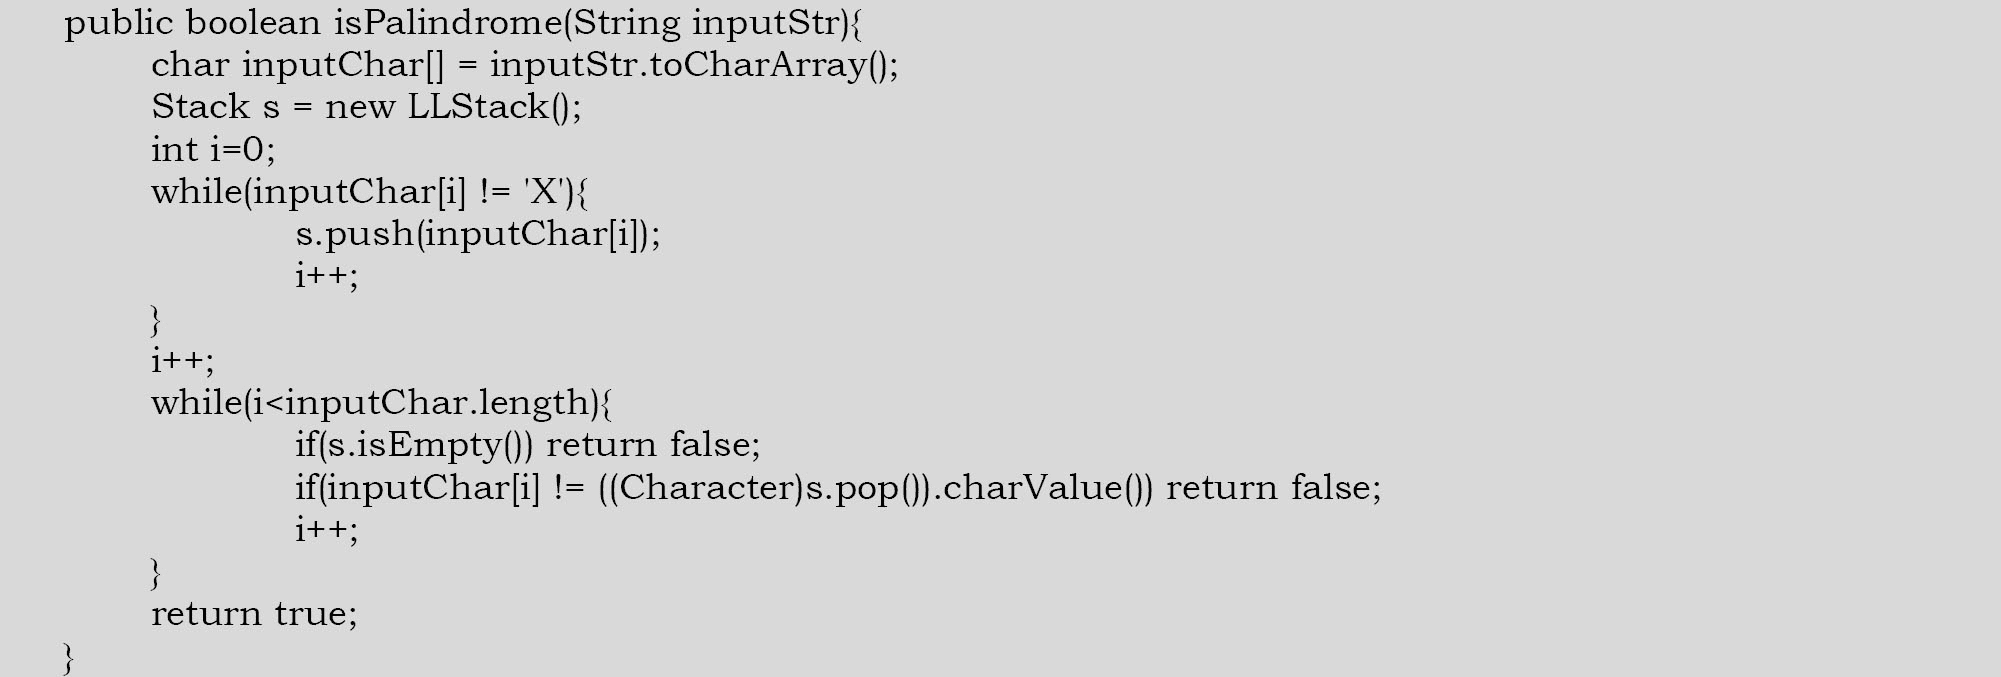 public boolean isPalindrome(String inputStr){
char inputChar[] = inputStr.toCharArray();
Stack s = new LLStack();
int i=0;
while(inputChar[i] != 'X'){
s.push(inputChar[i]);
i++;
}
i++;
while(i<inputChar.length){
if(s.isEmpty()) return false;
if(inputChar[i] != ((Character)s.pop()).charValue()) return false;
i++;
}
return true;
}